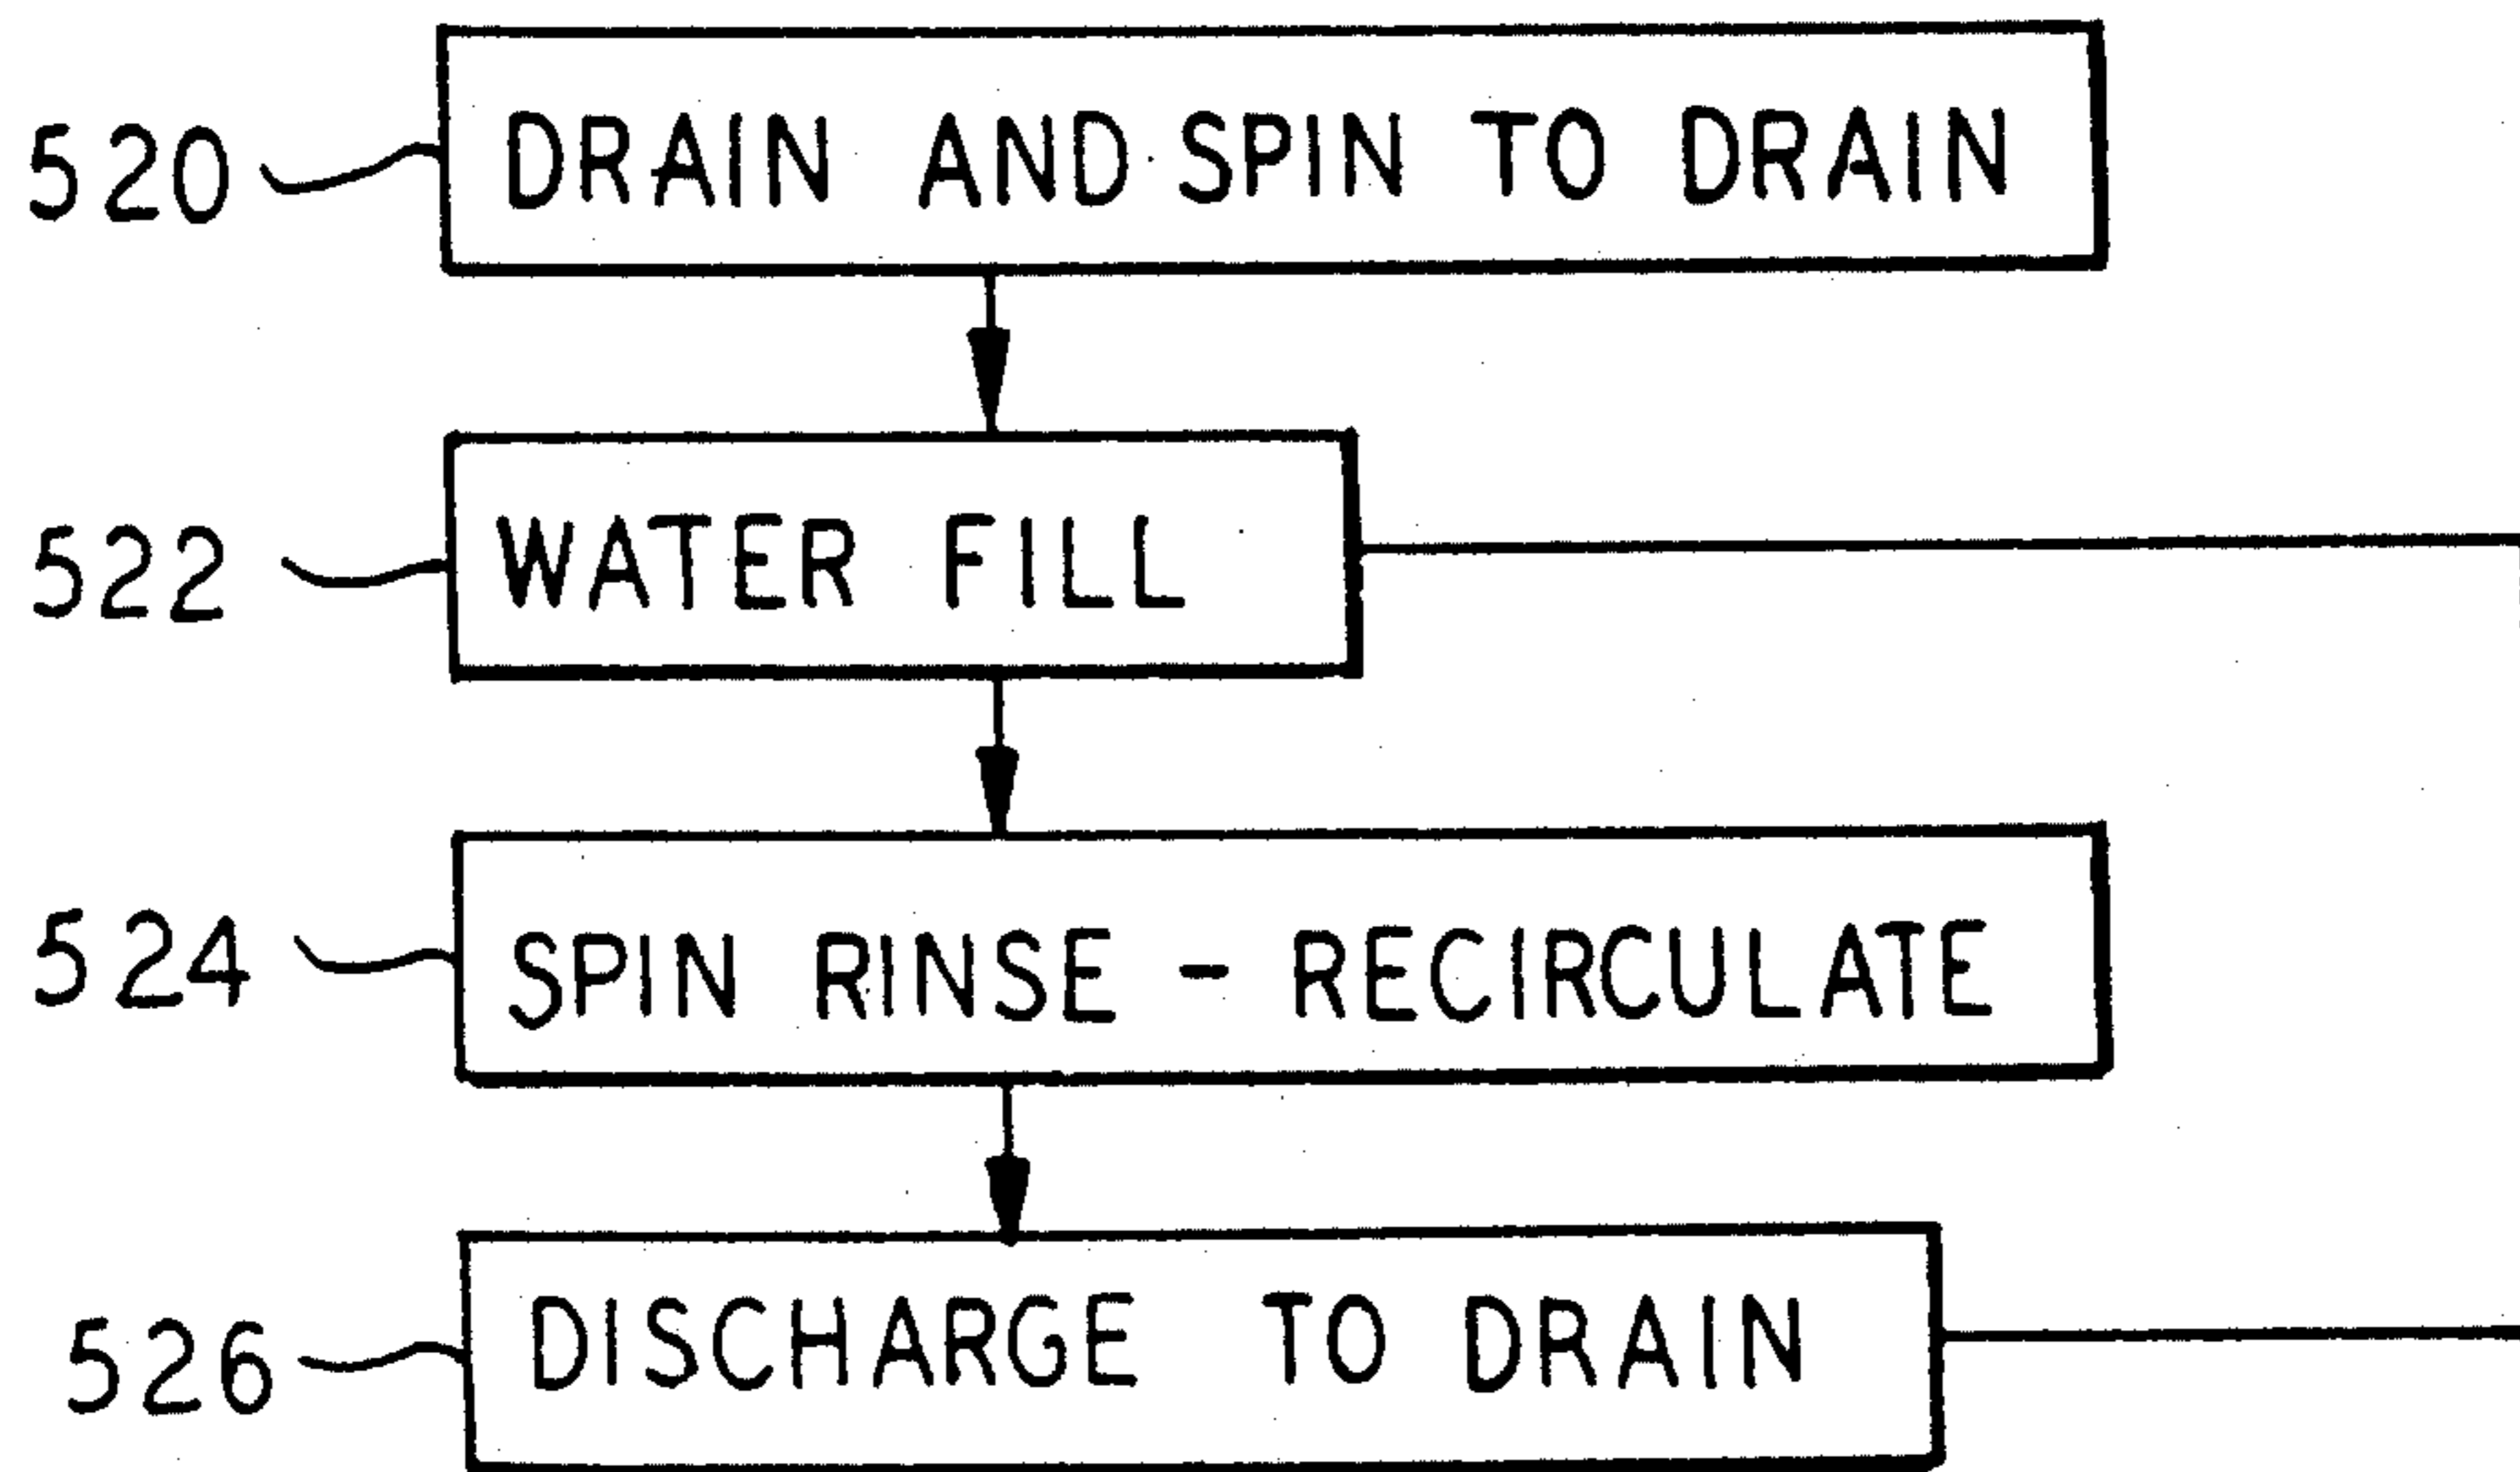 520 DRAIN AND SPIN TO DRAIN
522 WATER FILL
524 SPIN RINSE - RECIRCULATE
526 DISCHARGE TO DRAIN